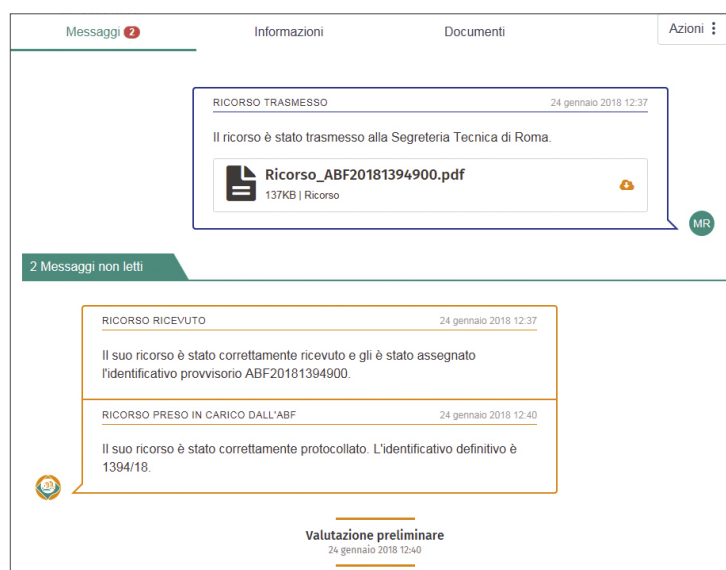 Messaggi 2 Informazioni Documenti Azioni
RICORSO TRASMESSO 24 gennaio 2018 12:37
Il ricorso è stato trasmesso alla Segreteria Tecnica di Roma.
Ricorso_ABF20181394900.pdf
137KB | Ricorso
MR
2 Messaggi non letti
RICORSO RICEVUTO 24 gennaio 2018 12:37
Il suo ricorso è stato correttamente ricevuto e gli è stato assegnato
l'identificativo provvisorio ABF20181394900.
RICORSO PRESO IN CARICO DALL'ABF 24 gennaio 2018 12:40
Il suo ricorso è stato correttamente protocollato. L'identificativo definitivo è
1394/18.
Valutazione preliminare
24 gennaio 2018 12:40